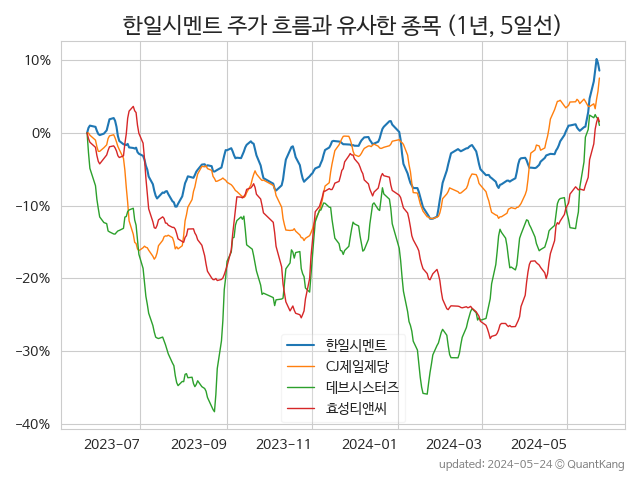 한일시멘트 주가 흐름과 유사한 종목 (1년, 5일선)
10%
0%
−10%
−20%
−30%
−40%
한일시멘트
CJ제일제당
데브시스터즈
효성티앤씨
2023-07
2023-09
2023-11
2024-01
2024-03
2024-05
updated: 2024-05-24 © QuantKang